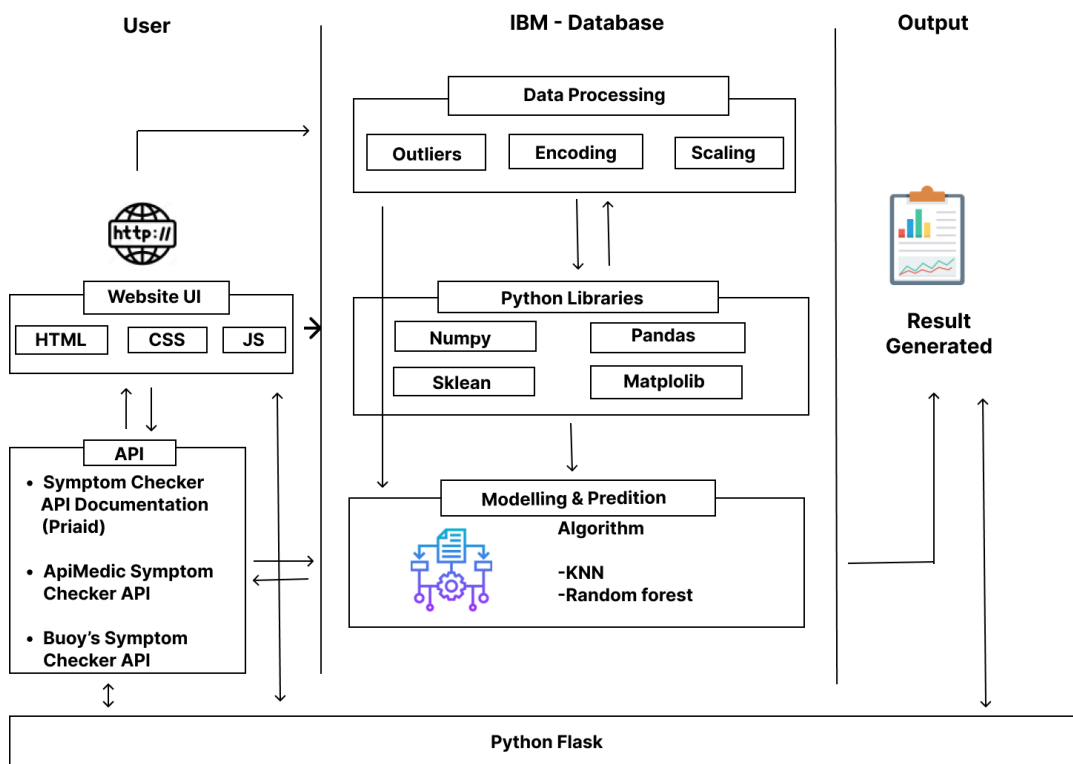 User
IBM - Database
Output
Data Processing
Outliers
Encoding
Scaling
http://
Website UI
HTML
CSS
JS
Python Libraries
Numpy
Pandas
Sklean
Matplolib
Result
Generated
API
• Symptom Checker
API Documentation
(Priaid)
• ApiMedic Symptom
Checker API
• Buoy's Symptom
Checker API
Modelling & Predition
Algorithm
-KNN
-Random forest
Python Flask